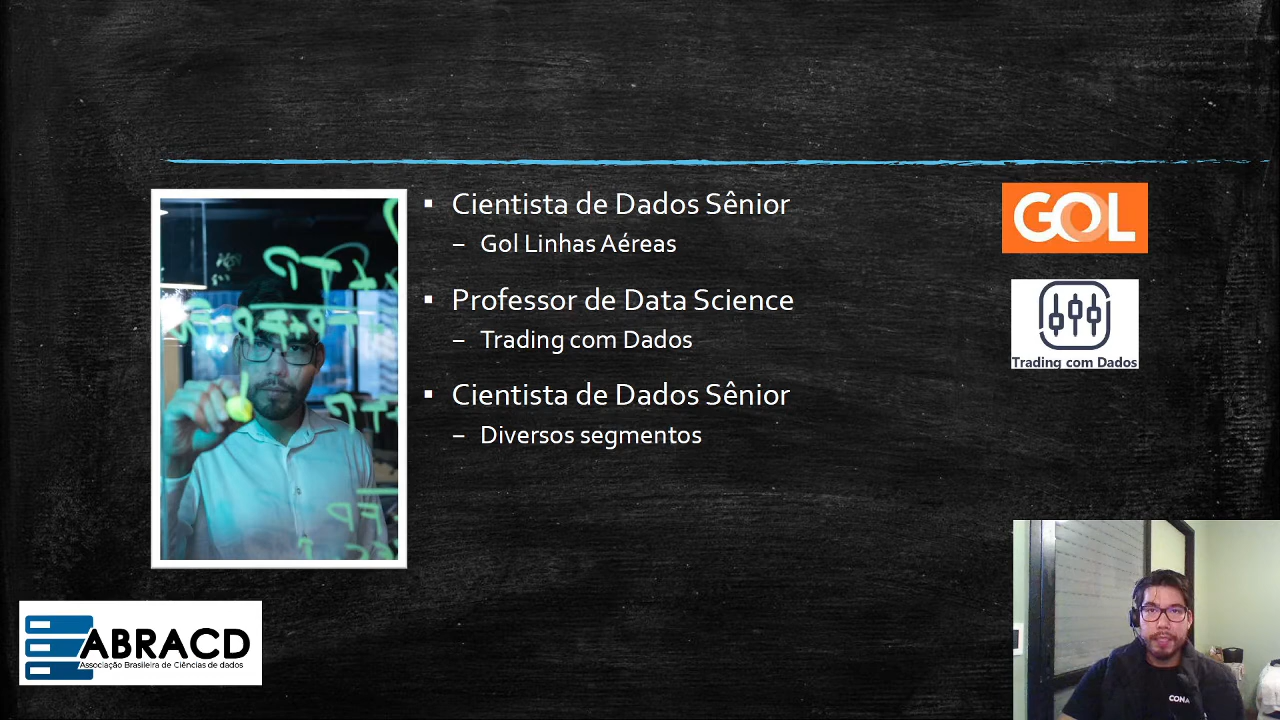 Cientista de Dados Sênior
Gol Linhas Aéreas
Professor de Data Science
Trading com Dados
Cientista de Dados Sênior
Diversos segmentos
GOL
Trading com Dados
ABRACD
Associação Brasileira de Ciências de dados
CONA